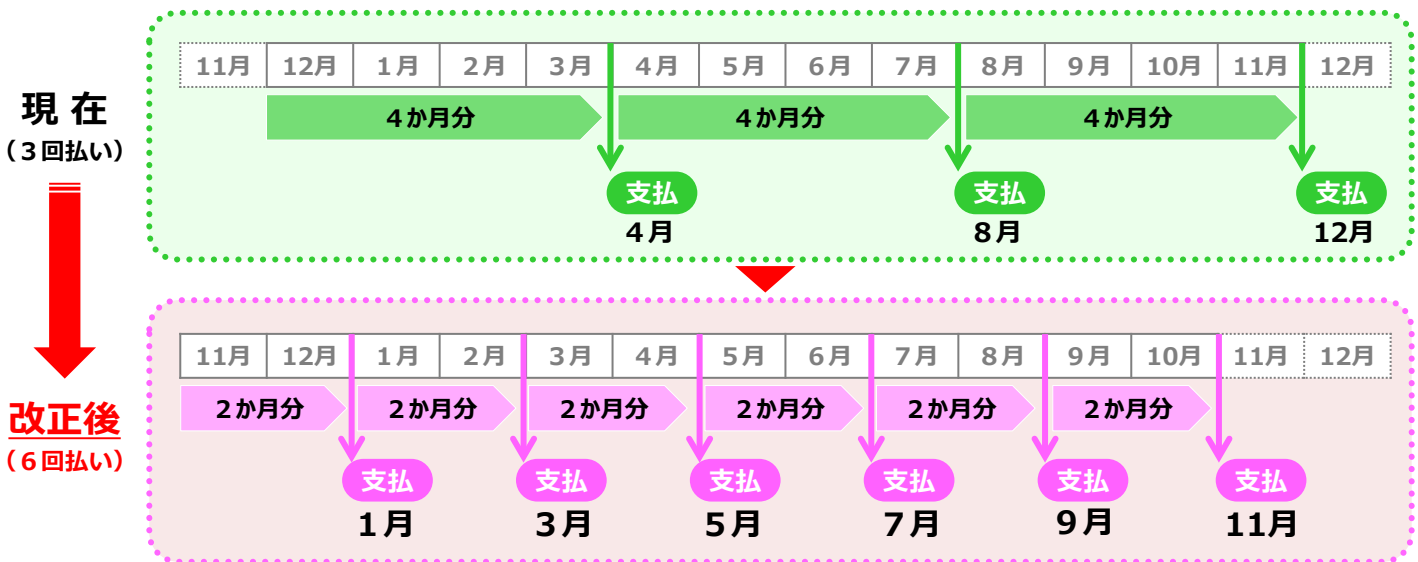 11月 12月 1月 2月 3月 4月 5月 6月 7月 8月 9月 10月 11月 12月
現 在
（３回払い）
４か月分 ４か月分 ４か月分
支払 支払 支払
４月 ８月 12月
11月 12月 1月 2月 3月 4月 5月 6月 7月 8月 9月 10月 11月 12月
２か月分 ２か月分 ２か月分 ２か月分 ２か月分 ２か月分
改正後
（６回払い）
支払 支払 支払 支払 支払 支払
１月 ３月 ５月 ７月 ９月 11月